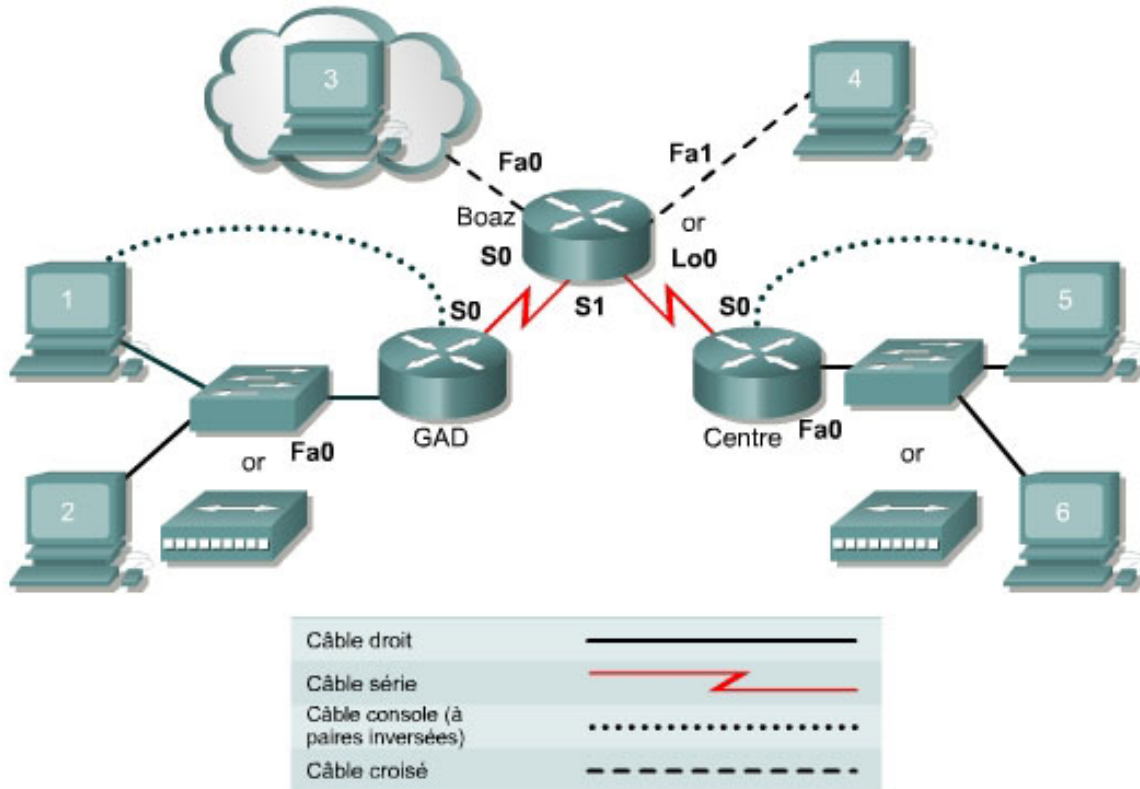 3
4
Fa0
Fa1
Boaz
or
S0
Lo0
1
S0
S1
S0
5
GAD
Centre
Fa0
Fa0
or
or
2
6
Câble droit
Câble série
Câble console (à
paires inversées)
Câble croisé